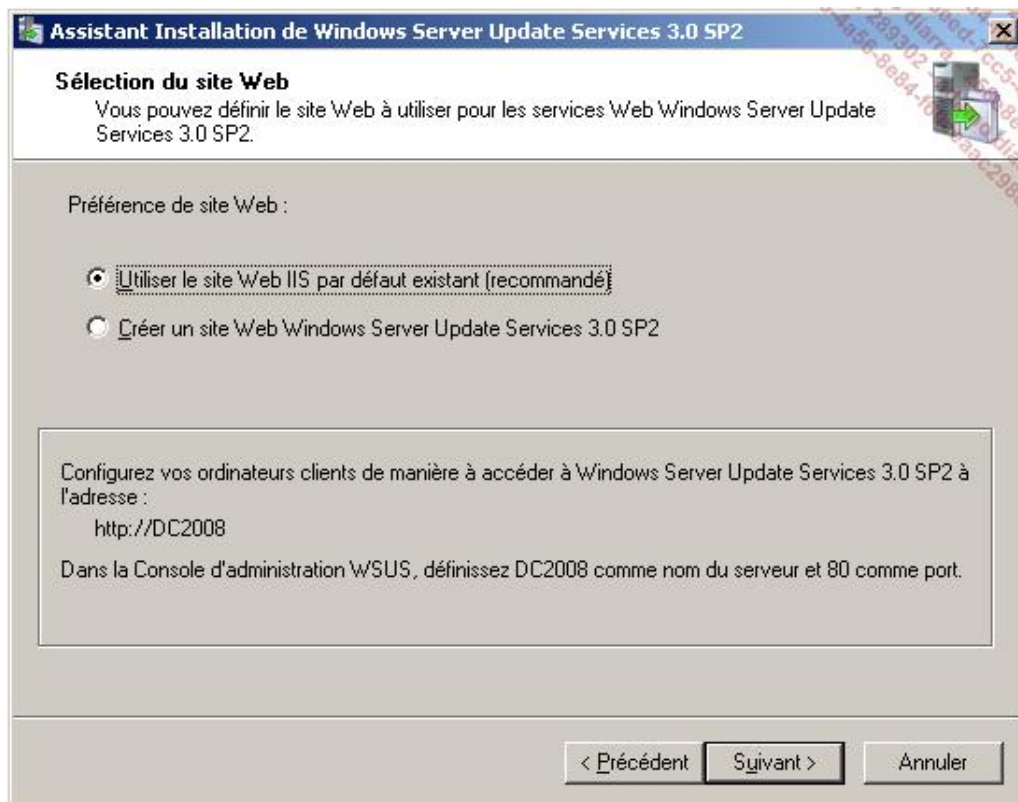 Assistant Installation de Windows Server Update Services 3.0 SP2
Sélection du site Web
Vous pouvez définir le site Web à utiliser pour les services Web Windows Server Update
Services 3.0 SP2.
Préférence de site Web :
Utiliser le site Web IIS par défaut existant (recommandé)
Créer un site Web Windows Server Update Services 3.0 SP2
Configurez vos ordinateurs clients de manière à accéder à Windows Server Update Services 3.0 SP2 à
l'adresse :
http://DC2008
Dans la Console d'administration WSUS, définissez DC2008 comme nom du serveur et 80 comme port.
< Précédent
Suivant >
Annuler